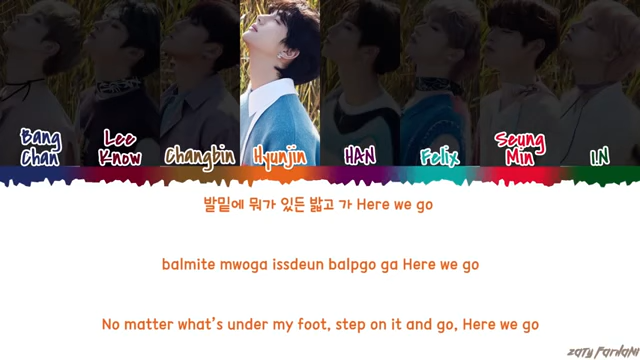 Bang Chan
Lee Know
Changbin
Hyunjin
HAN
Felix
Seung Min
I.N
발밑에 뭐가 있든 밟고 가 Here we go
balmite mwoga issdeun balpgo ga Here we go
No matter what's under my foot, step on it and go, Here we go
ZATY FARHANI